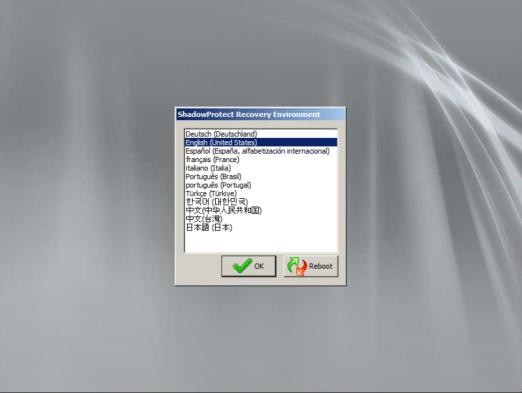 ShadowProtect Recovery Environment
Deutsch (Deutschland)
English (United States)
Español (España, alfabetización internacional)
français (France)
italiano (Italia)
Português (Brasil)
português (Portugal)
Türkçe (Türkiye)
한국어 (대한민국)
中文(中华人民共和国)
中文(台灣)
日本語 (日本)
OK
Reboot